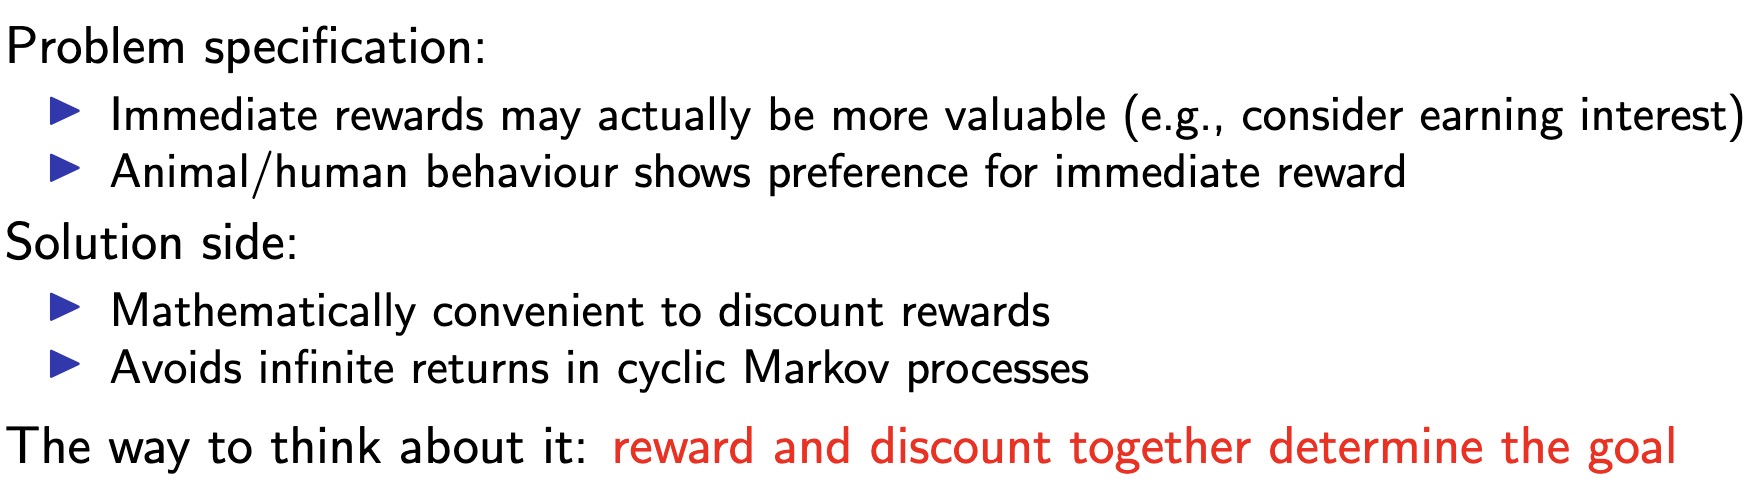 Problem specification:
Immediate rewards may actually be more valuable (e.g., consider earning interest)
Animal/human behaviour shows preference for immediate reward
Solution side:
Mathematically convenient to discount rewards
Avoids infinite returns in cyclic Markov processes
The way to think about it: reward and discount together determine the goal